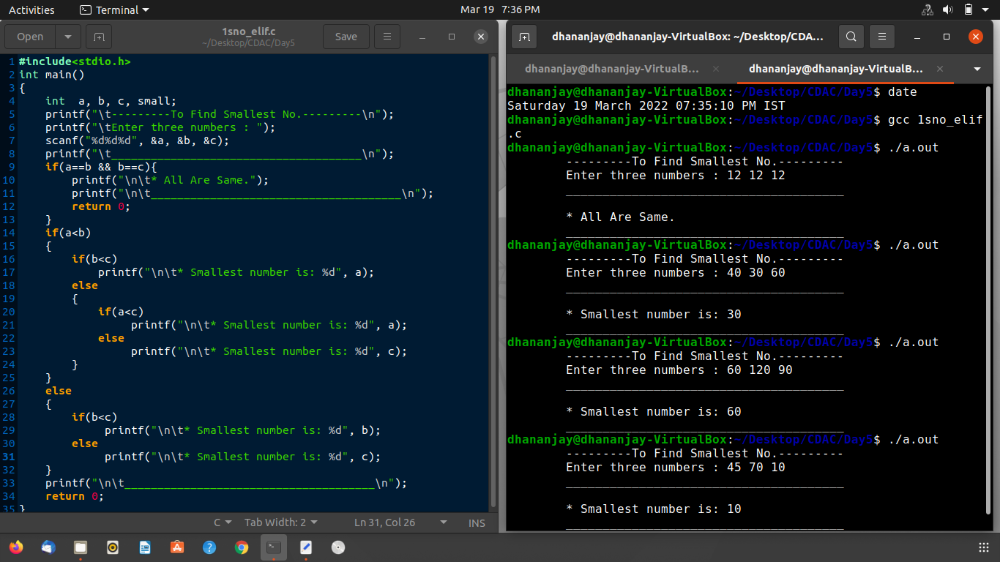 Activities Terminal Mar 19 7:36 PM
Open 1sno_elif.c Save
~/Desktop/CDAC/Day5
1 #include<stdio.h>
2 int main()
3 {
4     int  a, b, c, small;
5     printf("\t---------To Find Smallest No.---------\n");
6     printf("\tEnter three numbers : ");
7     scanf("%d%d%d", &a, &b, &c);
8     printf("\t______________________________________\n");
9     if(a==b && b==c){
10         printf("\n\t* All Are Same.");
11         printf("\n\t______________________________________\n");
12         return 0;
13     }
14     if(a<b)
15     {
16         if(b<c)
17             printf("\n\t* Smallest number is: %d", a);
18         else
19         {
20             if(a<c)
21                  printf("\n\t* Smallest number is: %d", a);
22             else
23                  printf("\n\t* Smallest number is: %d", c);
24         }
25     }
26     else
27     {
28         if(b<c)
29              printf("\n\t* Smallest number is: %d", b);
30         else
31              printf("\n\t* Smallest number is: %d", c);
32     }
33     printf("\n\t______________________________________\n");
34     return 0;
35 }
C Tab Width: 2 Ln 31, Col 26 INS
dhananjay@dhananjay-VirtualBox: ~/Desktop/CDA...
dhananjay@dhananjay-VirtualB... dhananjay@dhananjay-VirtualB...
dhananjay@dhananjay-VirtualBox:~/Desktop/CDAC/Day5$ date
Saturday 19 March 2022 07:35:10 PM IST
dhananjay@dhananjay-VirtualBox:~/Desktop/CDAC/Day5$ gcc 1sno_elif
.c
dhananjay@dhananjay-VirtualBox:~/Desktop/CDAC/Day5$ ./a.out
        ---------To Find Smallest No.---------
        Enter three numbers : 12 12 12
        ______________________________________
        * All Are Same.
        ______________________________________
dhananjay@dhananjay-VirtualBox:~/Desktop/CDAC/Day5$ ./a.out
        ---------To Find Smallest No.---------
        Enter three numbers : 40 30 60
        ______________________________________
        * Smallest number is: 30
        ______________________________________
dhananjay@dhananjay-VirtualBox:~/Desktop/CDAC/Day5$ ./a.out
        ---------To Find Smallest No.---------
        Enter three numbers : 60 120 90
        ______________________________________
        * Smallest number is: 60
        ______________________________________
dhananjay@dhananjay-VirtualBox:~/Desktop/CDAC/Day5$ ./a.out
        ---------To Find Smallest No.---------
        Enter three numbers : 45 70 10
        ______________________________________
        * Smallest number is: 10
        ______________________________________